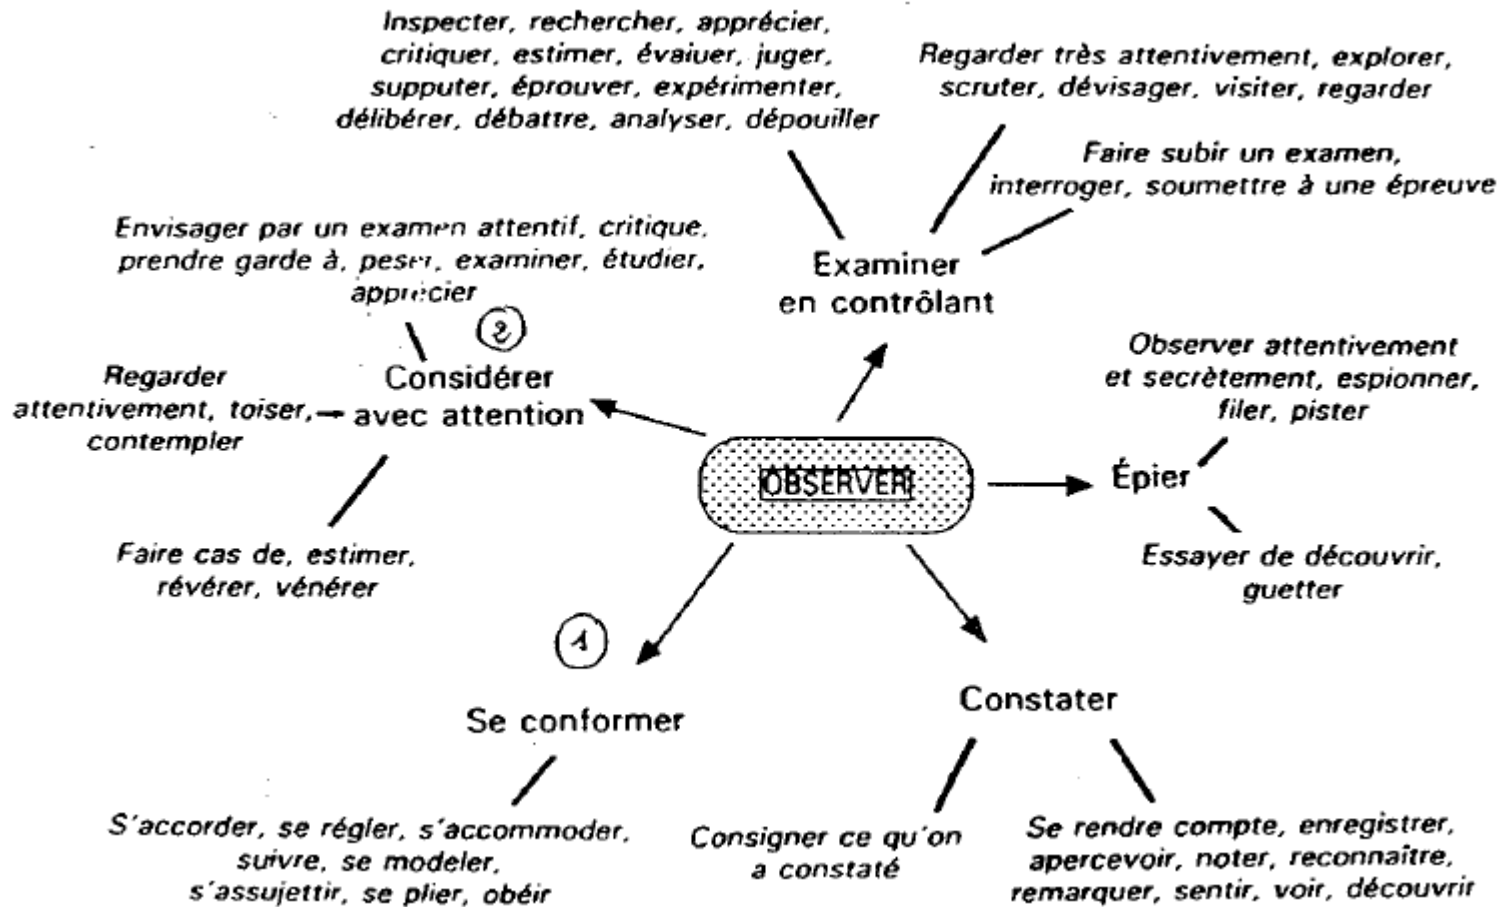 Inspecter, rechercher, apprécier,
critiquer, estimer, évaiuer, juger,
supputer, éprouver, expérimenter,
délibérer, débattre, analyser, dépouiller
Regarder très attentivement, explorer,
scruter, dévisager, visiter, regarder
Faire subir un examen,
interroger, soumettre à une épreuve
Envisager par un examen attentif, critique,
prendre garde à, peser, examiner, étudier,
apprécier
Examiner
en contrôlant
2
Considérer
avec attention
Regarder
attentivement, toiser,
contempler
Observer attentivement
et secrètement, espionner,
filer, pister
OBSERVER
Épier
Faire cas de, estimer,
révérer, vénérer
Essayer de découvrir,
guetter
1
Se conformer
Constater
S'accorder, se régler, s'accommoder,
suivre, se modeler,
s'assujettir, se plier, obéir
Consigner ce qu'on
a constaté
Se rendre compte, enregistrer,
apercevoir, noter, reconnaître,
remarquer, sentir, voir, découvrir